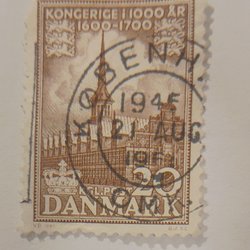 KONGERIGE I 1000 ÅR
1600-1700
KØBENH
1945
21 AUG
20
DANMARK